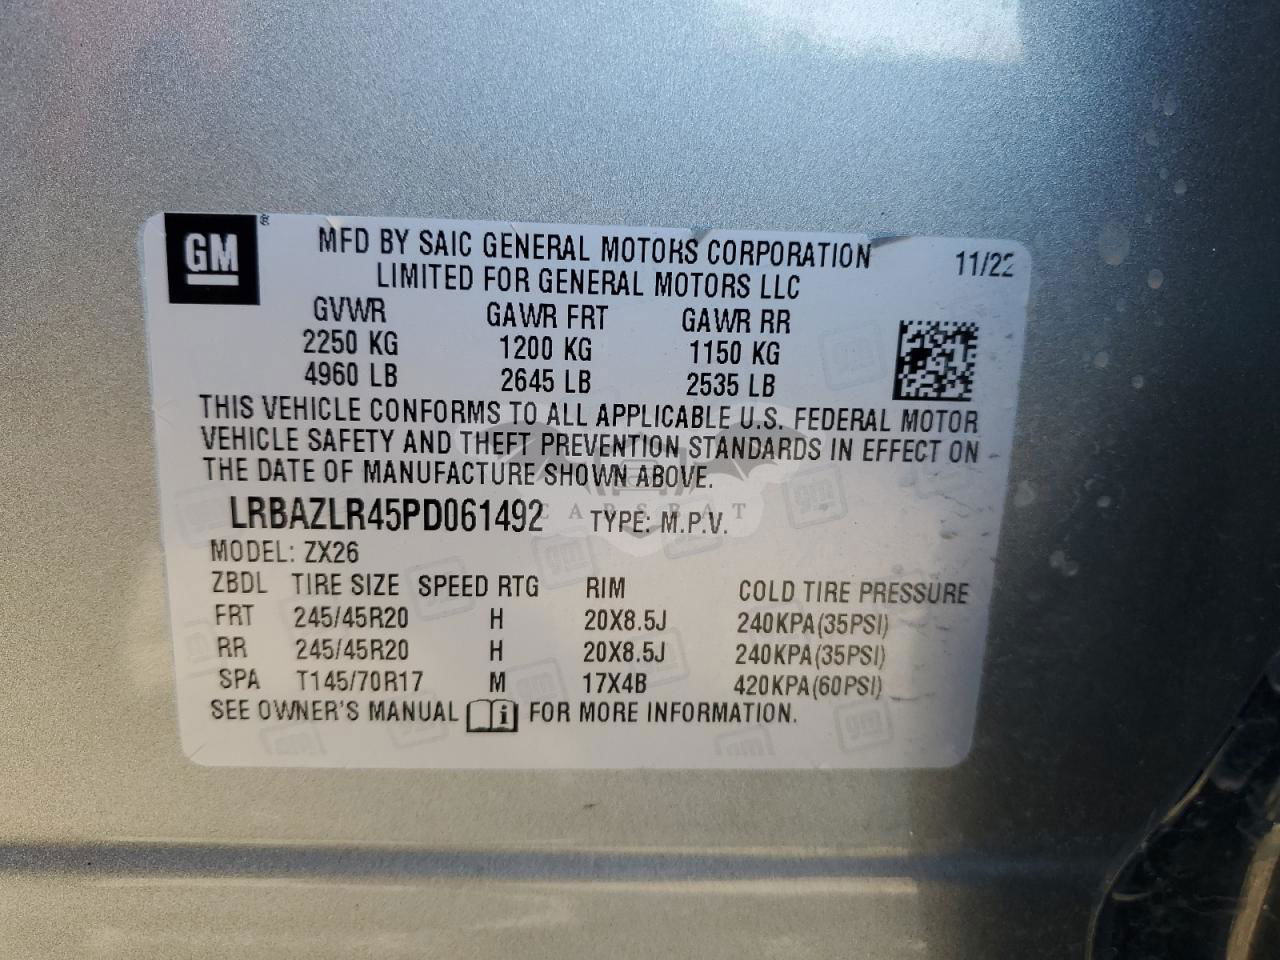 GM ®
MFD BY SAIC GENERAL MOTORS CORPORATION 11/22
LIMITED FOR GENERAL MOTORS LLC
GVWR GAWR FRT GAWR RR
2250 KG 1200 KG 1150 KG
4960 LB 2645 LB 2535 LB
THIS VEHICLE CONFORMS TO ALL APPLICABLE U.S. FEDERAL MOTOR
VEHICLE SAFETY AND THEFT PREVENTION STANDARDS IN EFFECT ON
THE DATE OF MANUFACTURE SHOWN ABOVE.
LRBAZLR45PD061492 TYPE: M.P.V.
CARSBAT
MODEL: ZX26
ZBDL TIRE SIZE SPEED RTG RIM COLD TIRE PRESSURE
FRT 245/45R20 H 20X8.5J 240KPA(35PSI)
RR 245/45R20 H 20X8.5J 240KPA(35PSI)
SPA T145/70R17 M 17X4B 420KPA(60PSI)
SEE OWNER'S MANUAL i FOR MORE INFORMATION.